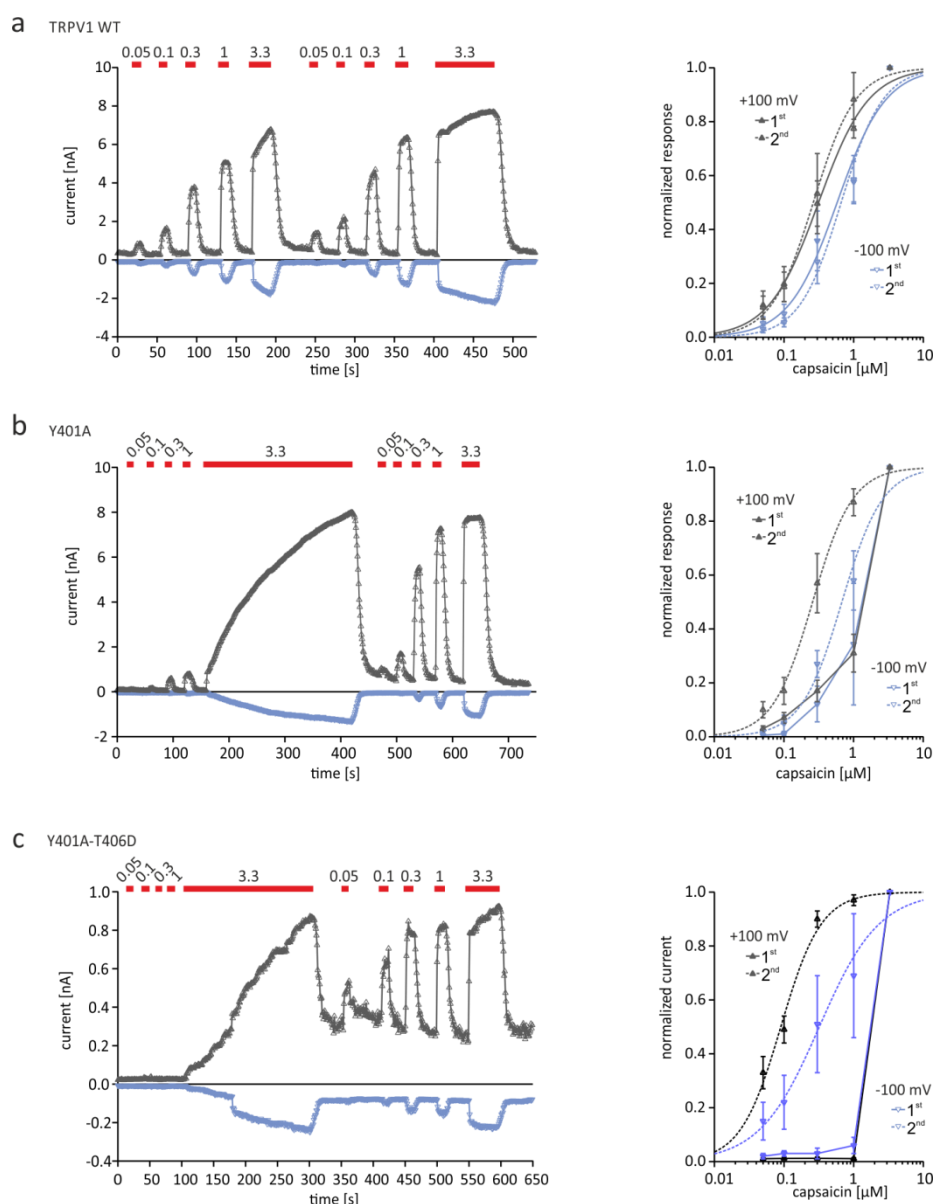 a TRPV1 WT
0.05 0.1 0.3 1 3.3 0.05 0.1 0.3 1 3.3
10
8
6
4
2
0
-2
-4
current [nA]
0 50 100 150 200 250 300 350 400 450 500
time [s]
1.0
0.8
0.6
0.4
0.2
0.0
normalized response
+100 mV
1st
2nd
-100 mV
1st
2nd
0.01 0.1 1 10
capsaicin [µM]
b Y401A
0.05 0.1 0.3 1 3.3 0.05 0.1 0.3 1 3.3
10
8
6
4
2
0
-2
current [nA]
0 100 200 300 400 500 600 700
time [s]
1.0
0.8
0.6
0.4
0.2
0.0
normalized response
+100 mV
1st
2nd
-100 mV
1st
2nd
0.01 0.1 1 10
capsaicin [µM]
c Y401A-T406D
0.05 0.1 0.3 1 3.3 0.05 0.1 0.3 1 3.3
1.0
0.8
0.6
0.4
0.2
0.0
-0.2
-0.4
current [nA]
0 50 100 150 200 250 300 350 400 450 500 550 600 650
time [s]
1.0
0.8
0.6
0.4
0.2
0.0
normalized current
+100 mV
1st
2nd
-100 mV
1st
2nd
0.01 0.1 1 10
capsaicin [µM]